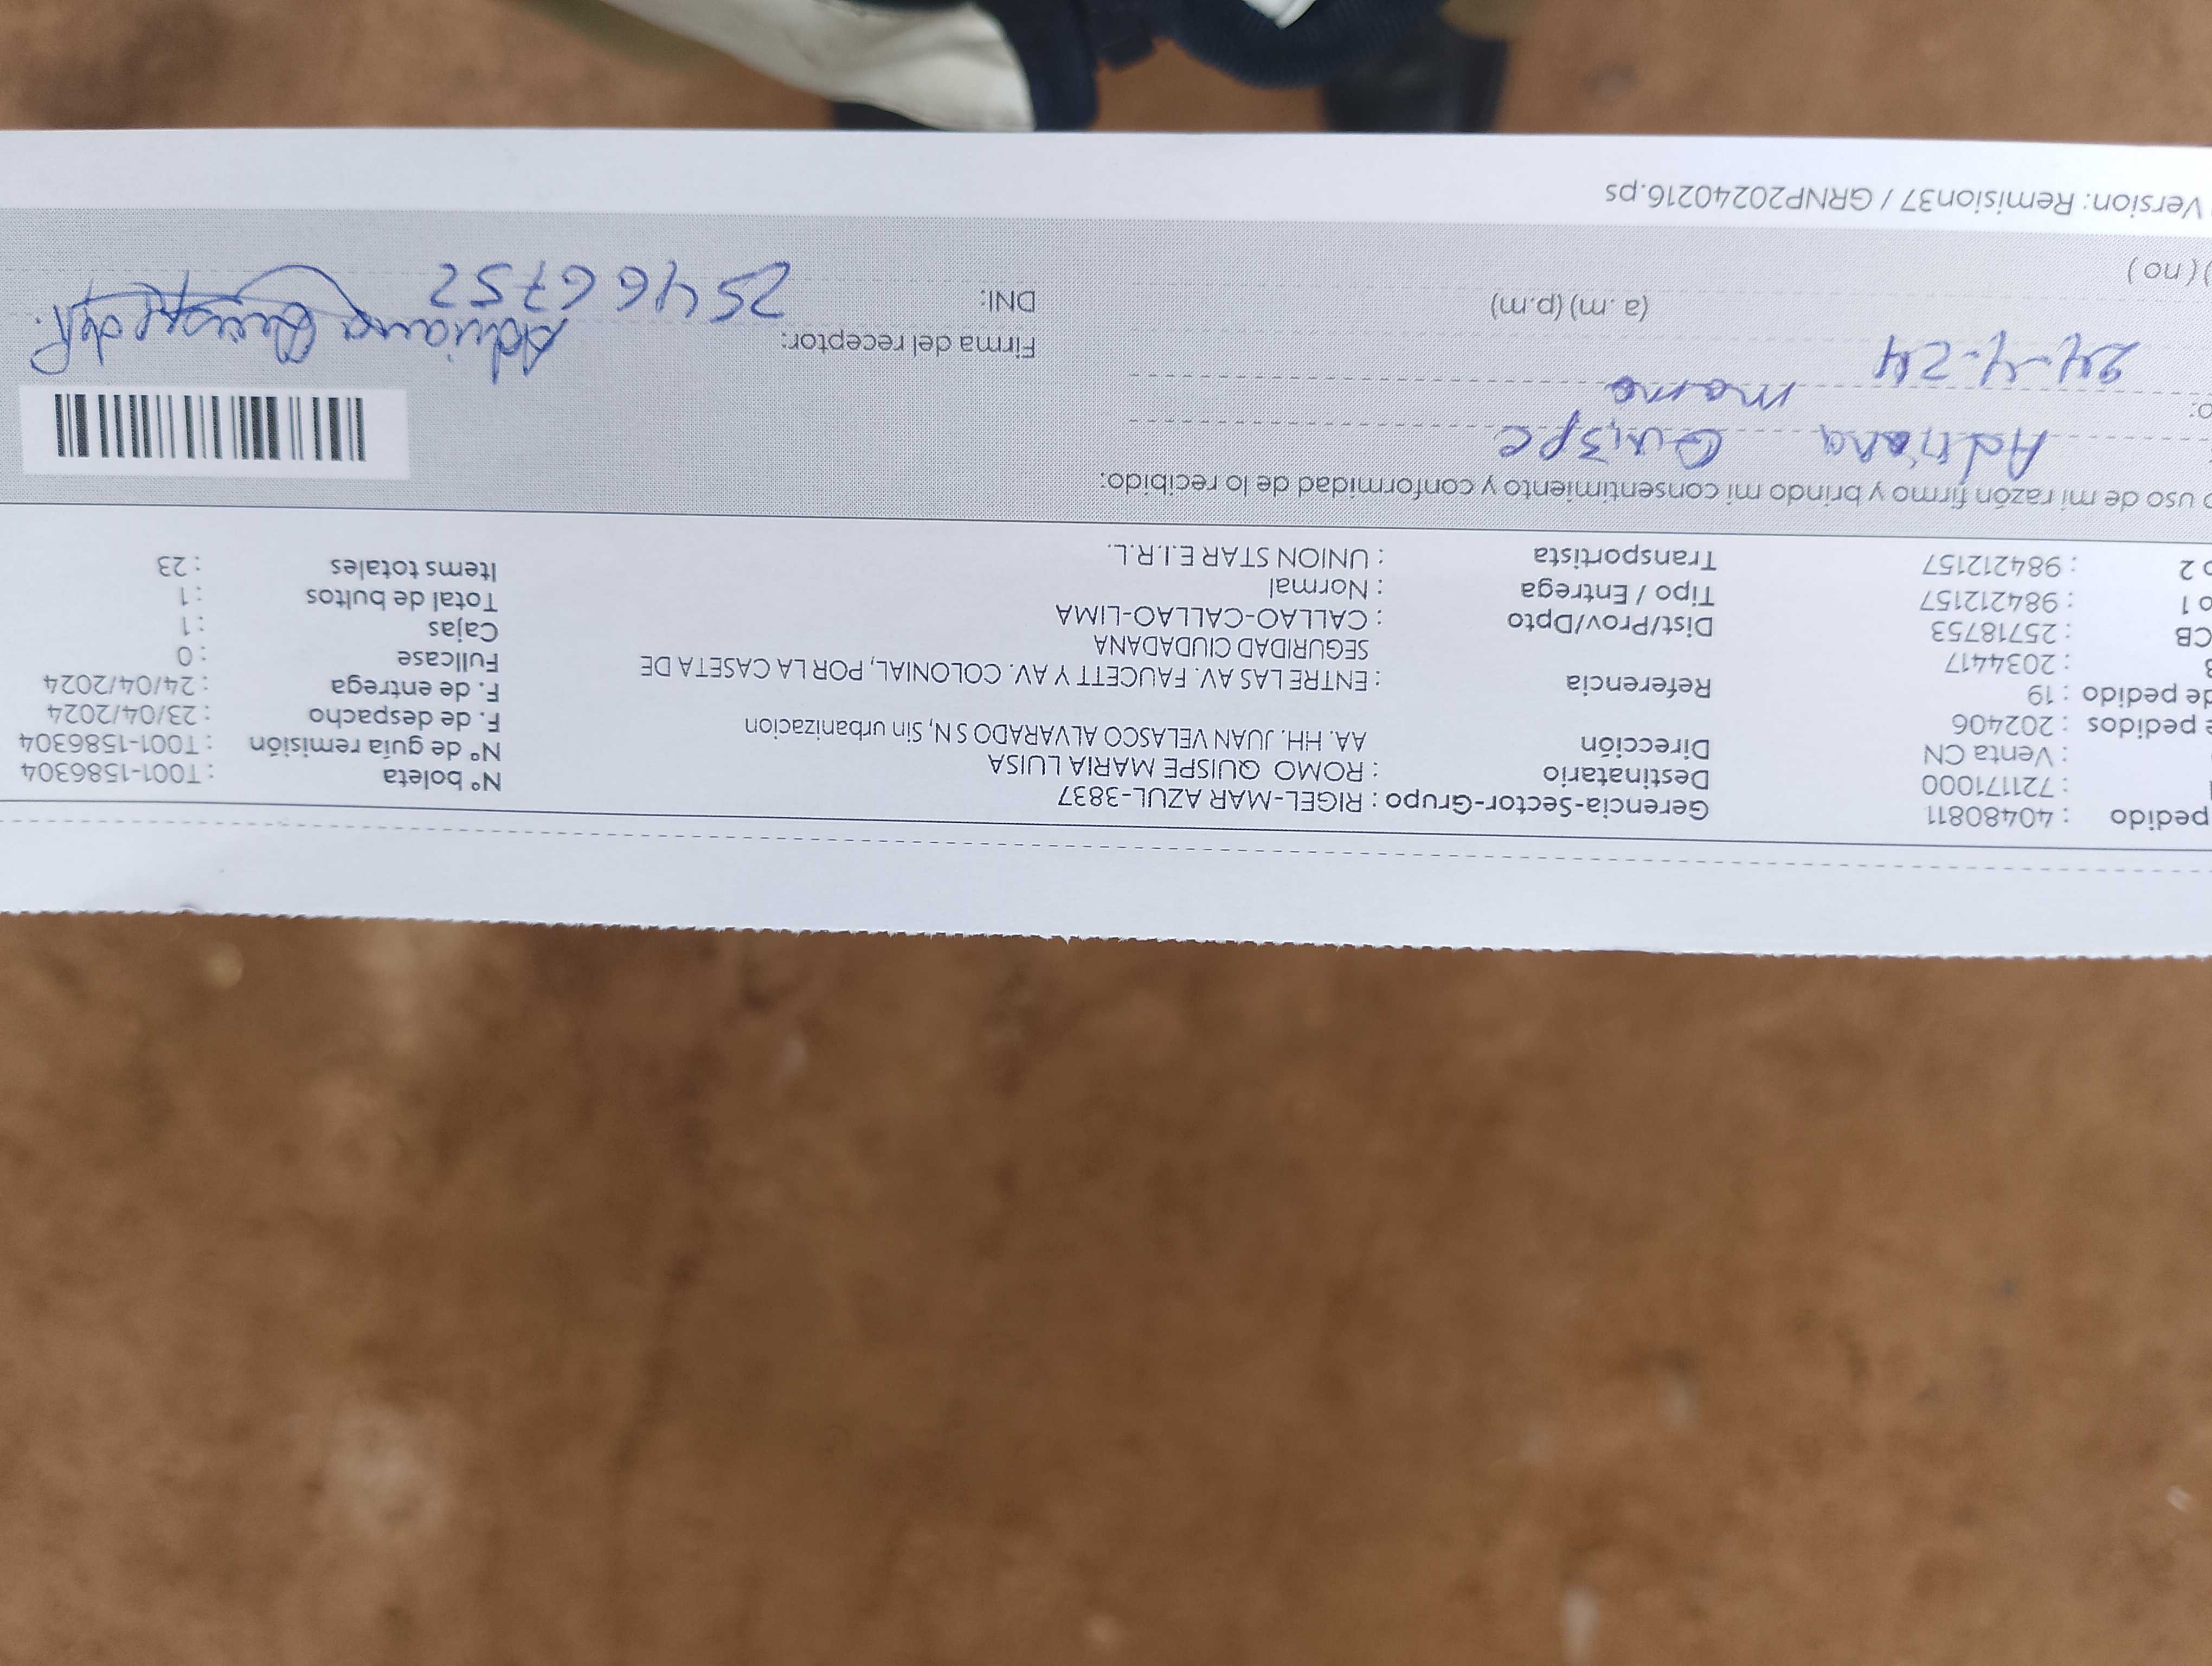 pedido : 40480811 Gerencia-Sector-Grupo : RIGEL-MAR AZUL-3837 N° boleta : T001-1586304
: 721171000 Destinatario : ROMO QUISPE MARIA LUISA N° de guía remisión : T001-1586304
: Venta CN Dirección AA. HH. JUAN VELASCO ALVARADO S N, Sin urbanizacion F. de despacho : 23/04/2024
pedidos : 202406 F. de entrega : 24/04/2024
de pedido : 19 Referencia : ENTRE LAS AV. FAUCETT Y AV. COLONIAL, POR LA CASETA DE Fullcase : 0
: 2034417 SEGURIDAD CIUDADANA Cajas : 1
CB : 25718753 Dist/Prov/Dpto : CALLAO-CALLAO-LIMA Total de bultos : 1
o 1 : 984212157 Tipo / Entrega : Normal Items totales : 23
o 2 : 984212157 Transportista : UNION STAR E.I.R.L.
uso de mi razón firmo y brindo mi consentimiento y conformidad de lo recibido:
Adriana Quispe
mama
24-4-24
Firma del receptor: Adriana Quispe de R.
(a. m) (p.m) DNI: 25466752
) (no)
Version: Remision37 / GRNP20240216.ps